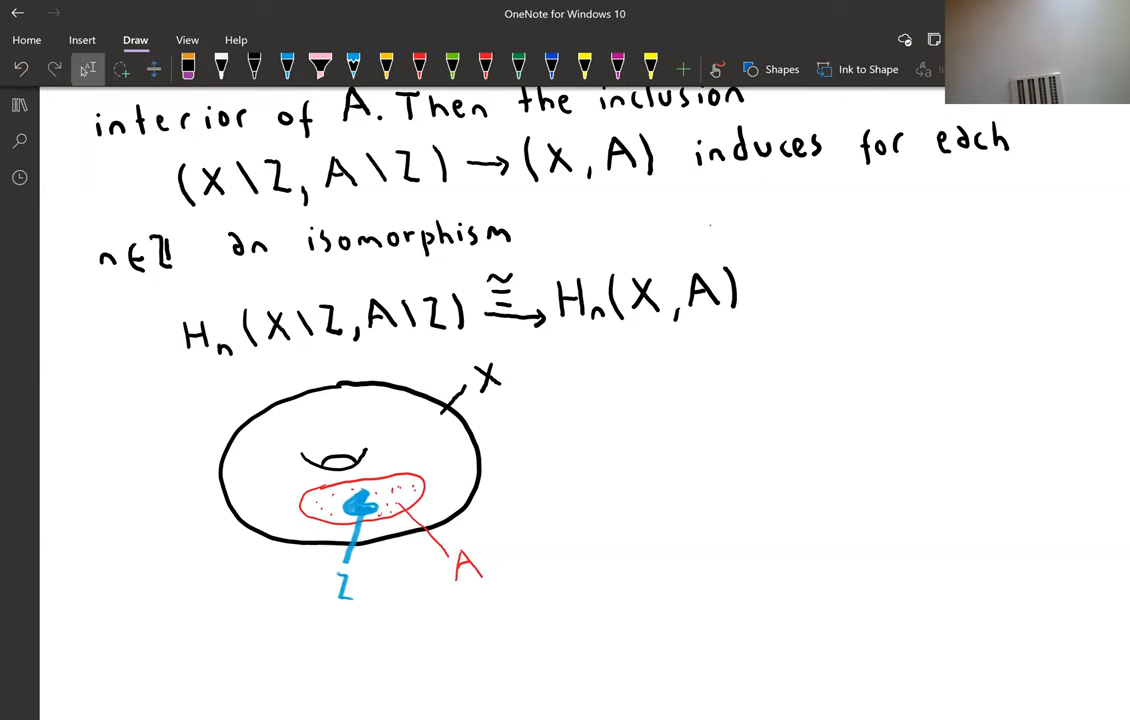 OneNote for Windows 10
Home Insert Draw View Help
Shapes Ink to Shape
interior of A. Then the inclusion
(X \ Z, A \ Z) → (X, A) induces for each
n ∈ ℤ an isomorphism
Hn (X \ Z, A \ Z) ≅→ Hn (X, A)
X
A
Z